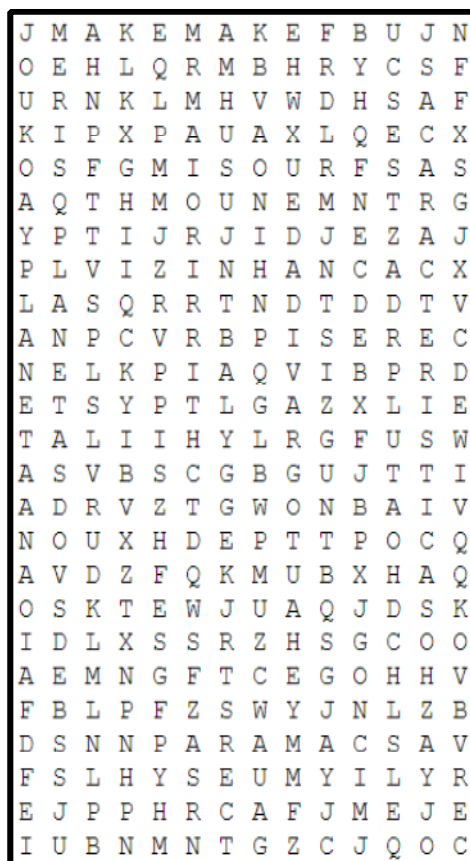 J M A K E M A K E F B U J N
O E H L Q R M B H R Y C S F
U R N K L M H V W D H S A F
K I P X P A U A X L Q E C X
O S F G M I S O U R F S A S
A Q T H M O U N E M N T R G
Y P T I J R J I D J E Z A J
P L V I Z I N H A N C A C X
L A S Q R R T N D T D D T V
A N P C V R B P I S E R E C
N E L K P I A Q V I B P R D
E T S Y P T L G A Z X L I E
T A L I I H Y L R G F U S W
A S V B S C G B G U J T T I
A D R V Z T G W O N B A I V
N O U X H D E P T T P O C Q
A V D Z F Q K M U B X H A Q
O S K T E W J U A Q J D S K
I D L X S S R Z H S G C O O
A E M N G F T C E G O H H V
F B L P F Z S W Y J N L Z B
D S N N P A R A M A C S A V
F S L H Y S E U M Y I L Y R
E J P P H R C A F J M E J E
I U B N M N T G Z C J Q O C